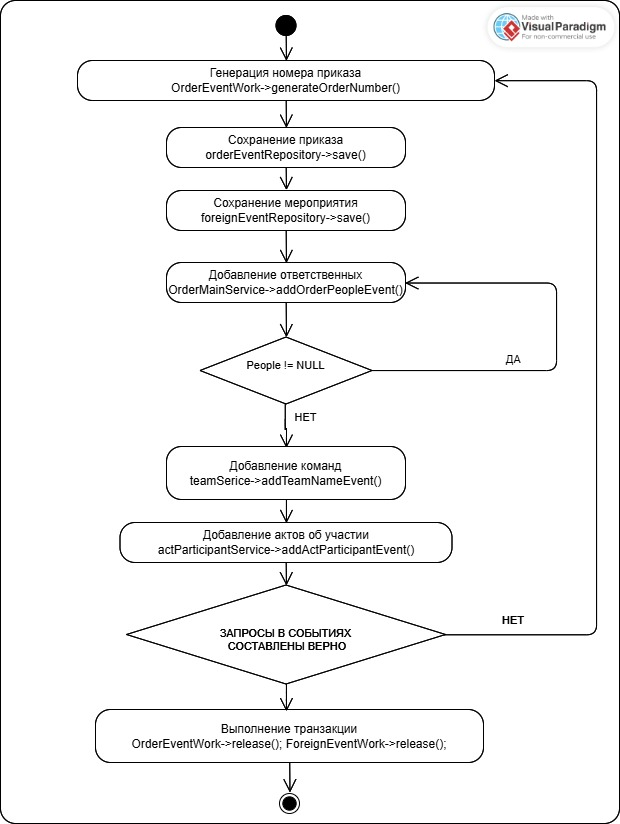 Made with
VisualParadigm
For non-commercial use
Генерация номера приказа
OrderEventWork->generateOrderNumber()
Сохранение приказа
orderEventRepository->save()
Сохранение мероприятия
foreignEventRepository->save()
Добавление ответственных
OrderMainService->addOrderPeopleEvent()
People != NULL
ДА
НЕТ
Добавление команд
teamSerice->addTeamNameEvent()
Добавление актов об участии
actParticipantService->addActParticipantEvent()
НЕТ
ЗАПРОСЫ В СОБЫТИЯХ
СОСТАВЛЕНЫ ВЕРНО
Выполнение транзакции
OrderEventWork->release(); ForeignEventWork->release();